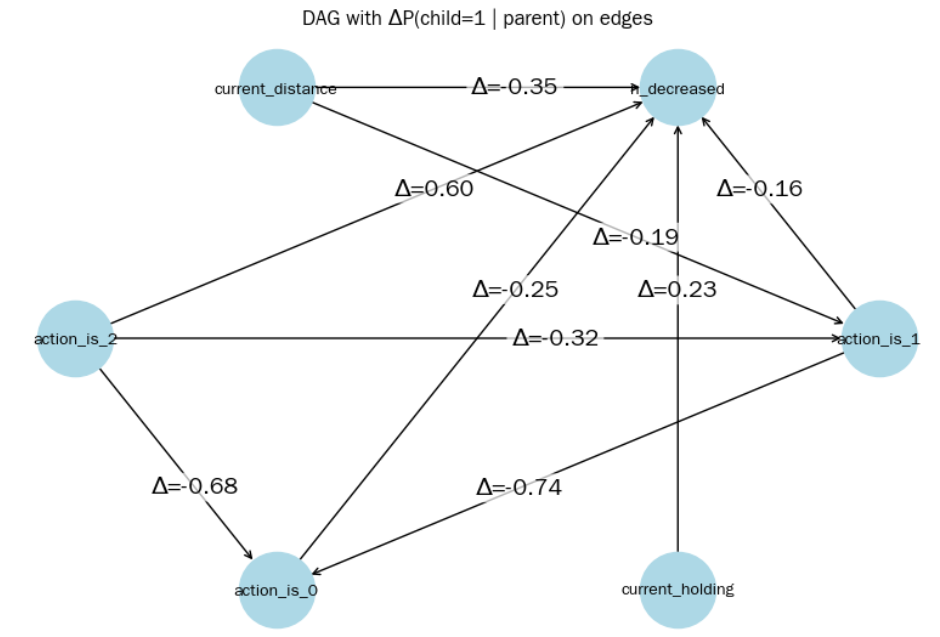 DAG with ΔP(child=1 | parent) on edges
current_distance
Δ=-0.35
n_decreased
Δ=0.60
Δ=-0.16
Δ=-0.19
Δ=-0.25
Δ=0.23
action_is_2
Δ=-0.32
action_is_1
Δ=-0.68
Δ=-0.74
action_is_0
current_holding